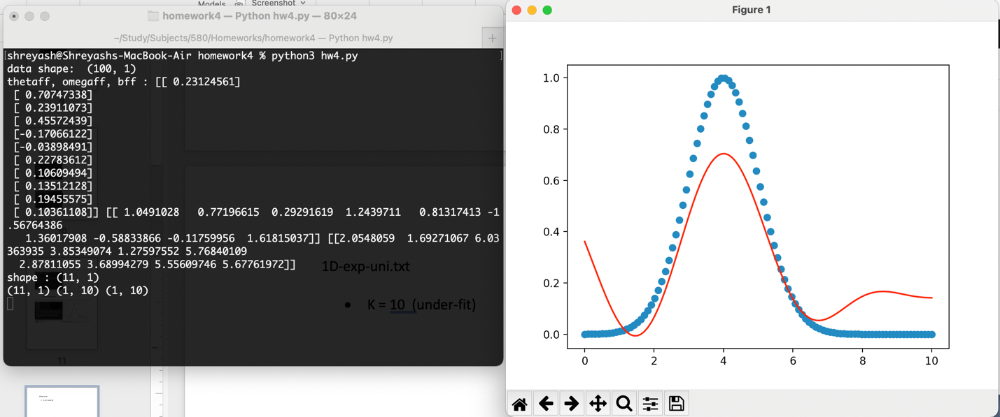 Models
Screenshot
homework4 — Python hw4.py — 80×24
~/Study/Subjects/580/Homeworks/homework4 — Python hw4.py
+
[shreyash@Shreyashs-MacBook-Air homework4 % python3 hw4.py ]
data shape:  (100, 1)
thetaff, omegaff, bff : [[ 0.23124561]
 [ 0.70747338]
 [ 0.23911073]
 [ 0.45572439]
 [-0.17066122]
 [-0.03898491]
 [ 0.22783612]
 [ 0.10609494]
 [ 0.13512128]
 [ 0.19455575]
 [ 0.10361108]] [[ 1.0491028   0.77196615  0.29291619  1.2439711   0.81317413 -1
.56764386
   1.36017908 -0.58833866 -0.11759956  1.61815037]] [[2.0548059  1.69271067 6.03
363935 3.85349074 1.27597552 5.76840109
  2.87811055 3.68994279 5.55609746 5.67761972]]
shape : (11, 1)
(11, 1) (1, 10) (1, 10)
1D-exp-uni.txt
• K = 10 (under-fit)
11
Figure 1
1.0
0.8
0.6
0.4
0.2
0.0
0 2 4 6 8 10